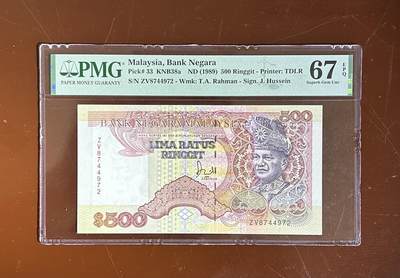 PMG
PAPER MONEY GUARANTY
Malaysia, Bank Negara
Pick# 33 KNB38a ND (1989) 500 Ringgit - Printer: TDLR
S/N ZV8744972 - Wmk: T.A. Rahman - Sign. J. Hussein
67 EPQ
Superb Gem Unc
500
BANK NEGARA MALAYSIA
LIMA RATUS
RINGGIT
ZV8744972
$500
ZV8744972